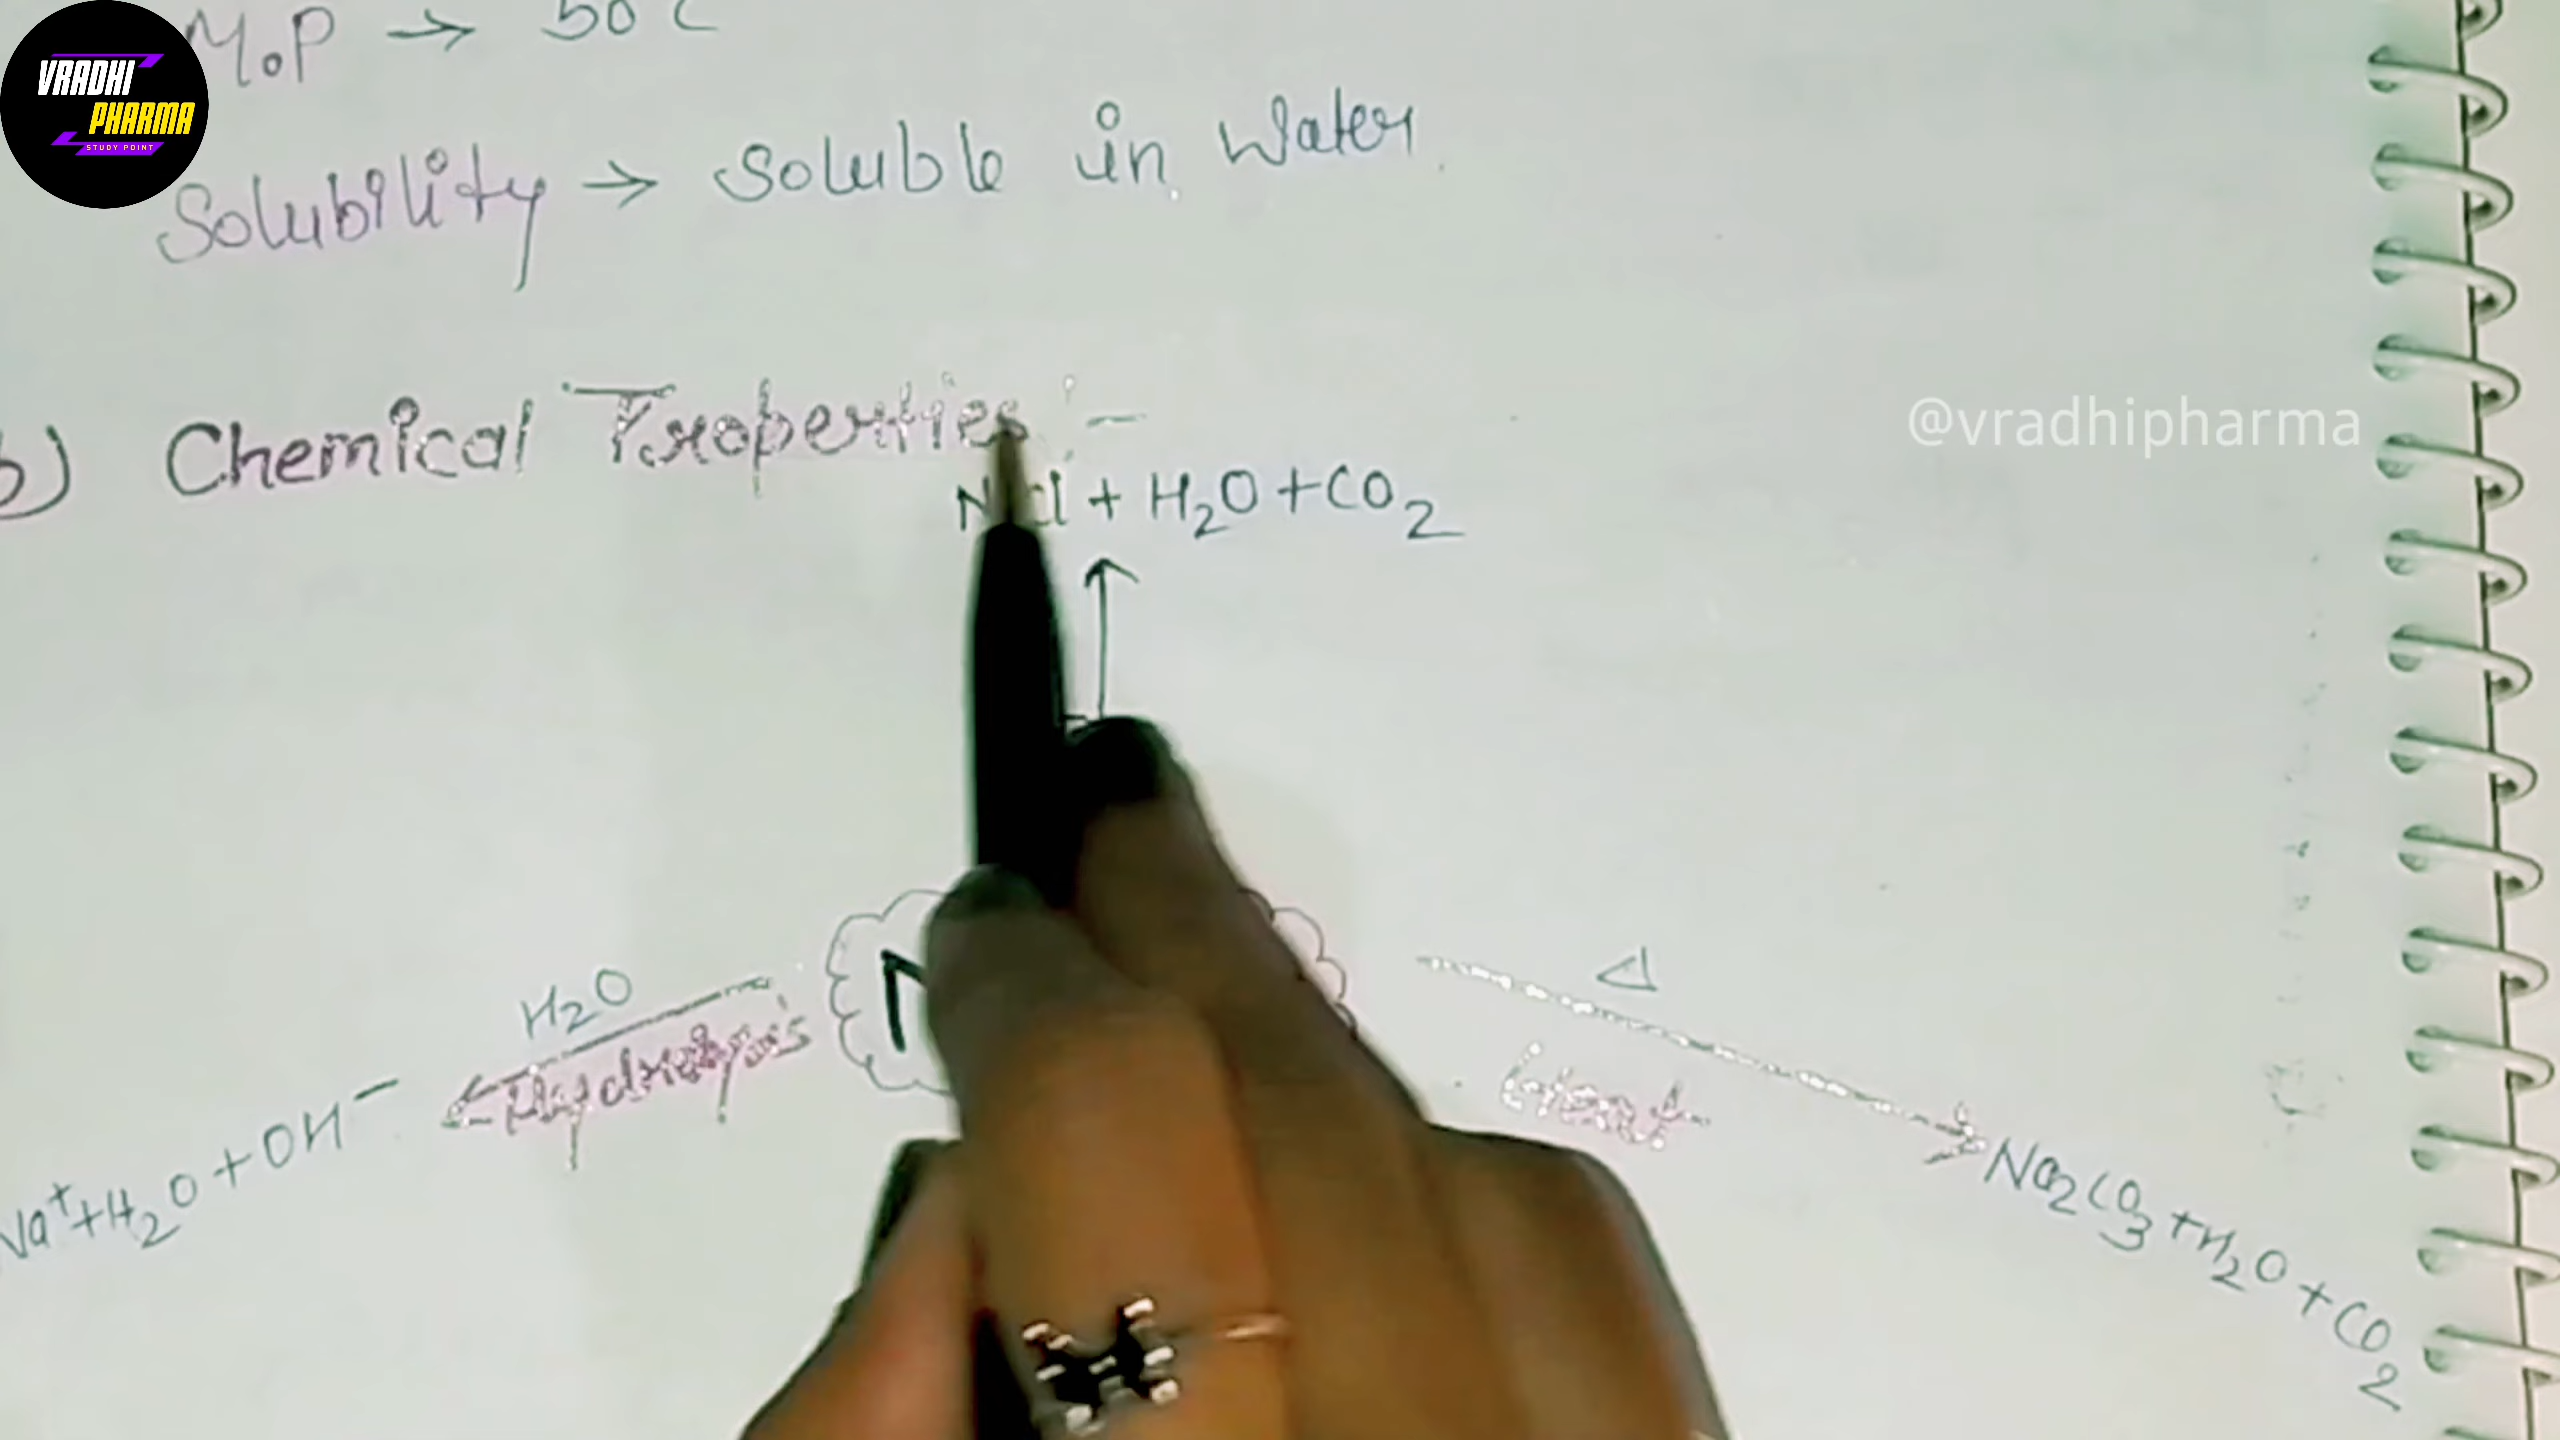 M.P → 50 C
VRADHI
PHARMA
STUDY POINT
Solubility → Soluble in Water
b) Chemical Properties :-
@vradhipharma
+ H2O + CO2
H2O
Hydrolysis
Δ
Heat
Na+ + H2O + OH-
Na2CO3 + H2O + CO2